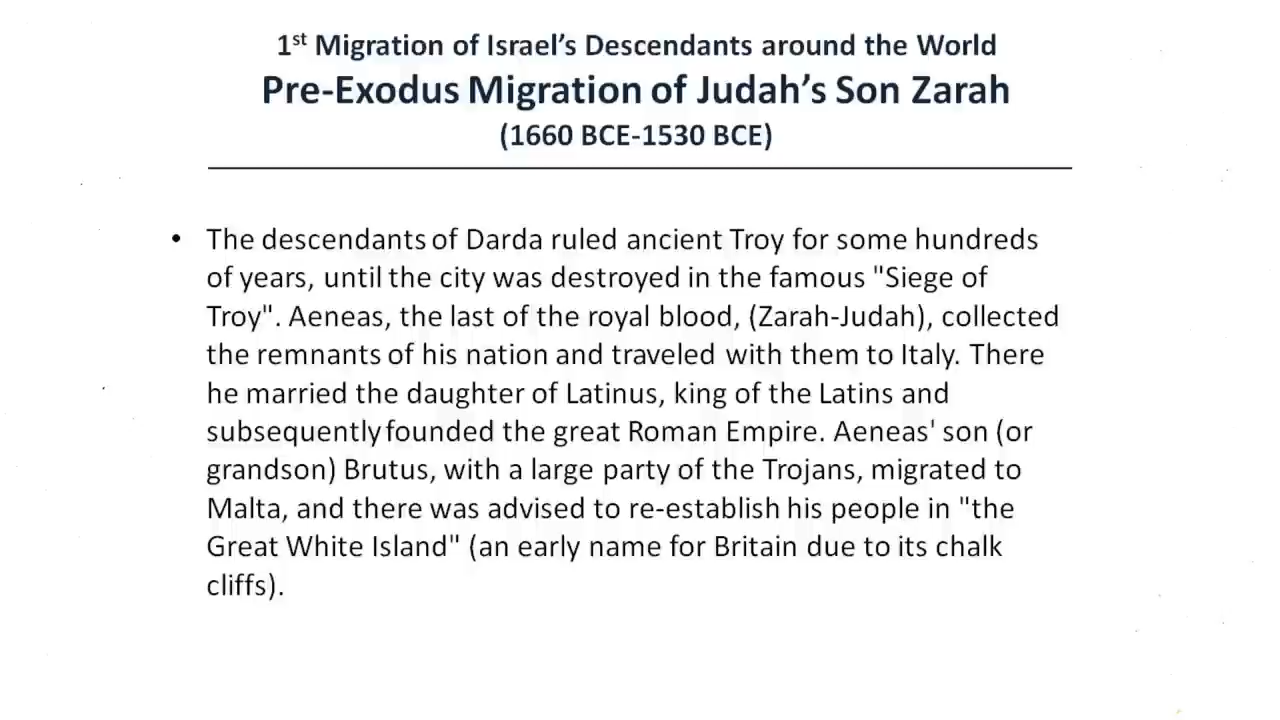 1st Migration of Israel’s Descendants around the World
Pre-Exodus Migration of Judah’s Son Zarah
(1660 BCE-1530 BCE)
• The descendants of Darda ruled ancient Troy for some hundreds
of years, until the city was destroyed in the famous "Siege of
Troy". Aeneas, the last of the royal blood, (Zarah-Judah), collected
the remnants of his nation and traveled with them to Italy. There
he married the daughter of Latinus, king of the Latins and
subsequently founded the great Roman Empire. Aeneas' son (or
grandson) Brutus, with a large party of the Trojans, migrated to
Malta, and there was advised to re-establish his people in "the
Great White Island" (an early name for Britain due to its chalk
cliffs).